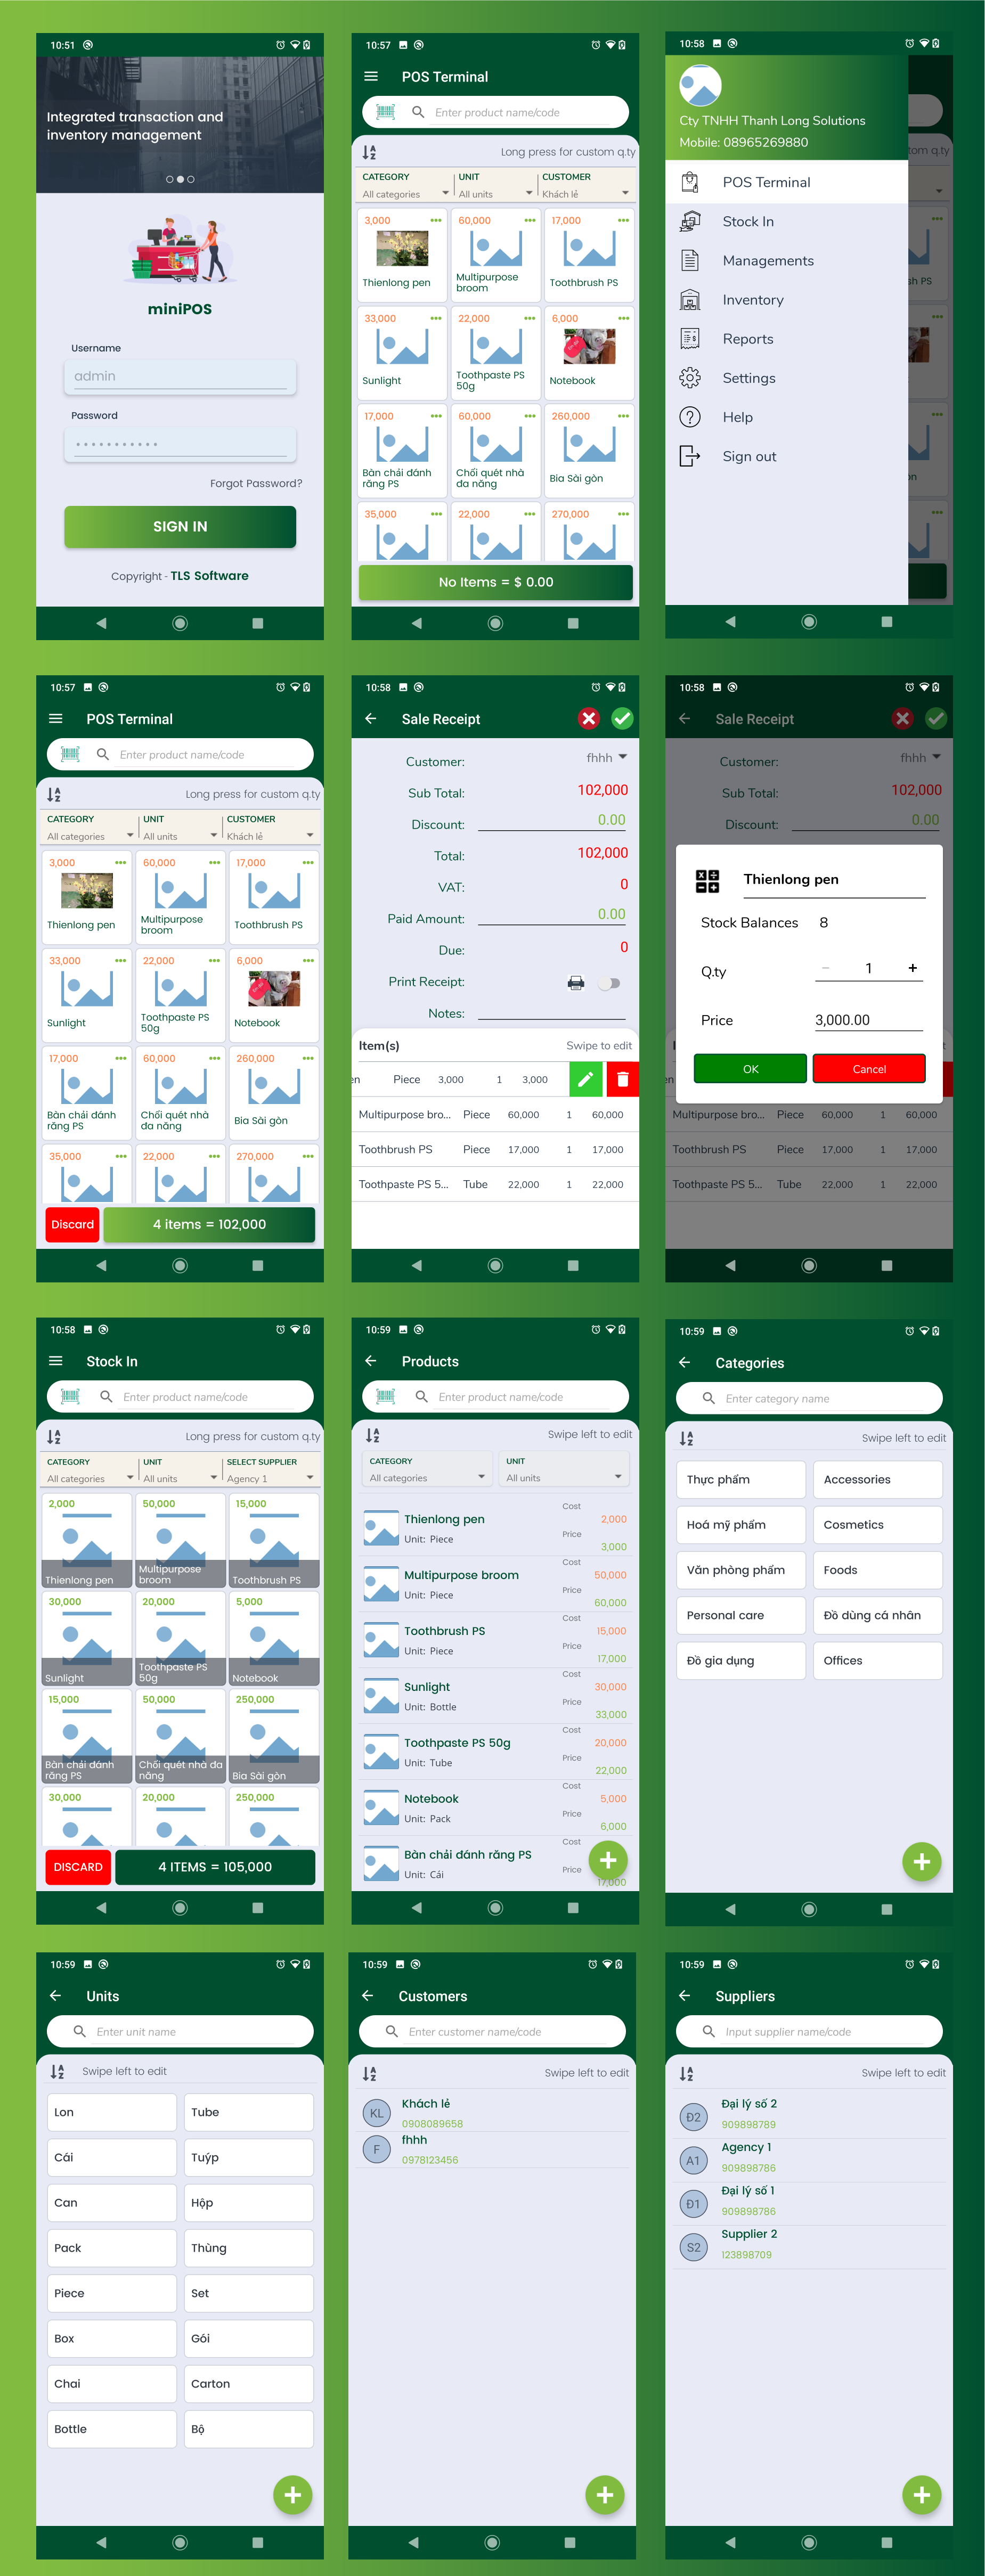 10:51
Integrated transaction and
inventory management
miniPOS
Username
admin
Password
Forgot Password?
SIGN IN
Copyright - TLS Software
10:57
POS Terminal
Enter product name/code
Long press for custom q.ty
CATEGORY UNIT CUSTOMER
All categories All units Khách lẻ
3,000 60,000 17,000
Thienlong pen Multipurpose broom Toothbrush PS
33,000 22,000 6,000
Sunlight Toothpaste PS 50g Notebook
17,000 60,000 260,000
Bàn chải đánh răng PS Chổi quét nhà đa năng Bia Sài gòn
35,000 22,000 270,000
No Items = $ 0.00
10:58
Cty TNHH Thanh Long Solutions
Mobile: 08965269880
POS Terminal
Stock In
Managements
Inventory
Reports
Settings
Help
Sign out
10:57
POS Terminal
Enter product name/code
Long press for custom q.ty
CATEGORY UNIT CUSTOMER
All categories All units Khách lẻ
3,000 60,000 17,000
Thienlong pen Multipurpose broom Toothbrush PS
33,000 22,000 6,000
Sunlight Toothpaste PS 50g Notebook
17,000 60,000 260,000
Bàn chải đánh răng PS Chổi quét nhà đa năng Bia Sài gòn
35,000 22,000 270,000
Discard 4 items = 102,000
10:58
Sale Receipt
Customer: fhhh
Sub Total: 102,000
Discount: 0.00
Total: 102,000
VAT: 0
Paid Amount: 0.00
Due: 0
Print Receipt:
Notes:
Item(s) Swipe to edit
en Piece 3,000 1 3,000
Multipurpose bro... Piece 60,000 1 60,000
Toothbrush PS Piece 17,000 1 17,000
Toothpaste PS 5... Tube 22,000 1 22,000
10:58
Sale Receipt
Customer: fhhh
Sub Total: 102,000
Discount: 0.00
Thienlong pen
Stock Balances 8
Q.ty - 1 +
Price 3,000.00
OK Cancel
Multipurpose bro... Piece 60,000 1 60,000
Toothbrush PS Piece 17,000 1 17,000
Toothpaste PS 5... Tube 22,000 1 22,000
10:58
Stock In
Enter product name/code
Long press for custom q.ty
CATEGORY UNIT SELECT SUPPLIER
All categories All units Agency 1
2,000 50,000 15,000
Thienlong pen Multipurpose broom Toothbrush PS
30,000 20,000 5,000
Sunlight Toothpaste PS 50g Notebook
15,000 50,000 250,000
Bàn chải đánh răng PS Chổi quét nhà đa năng Bia Sài gòn
30,000 20,000 250,000
DISCARD 4 ITEMS = 105,000
10:59
Products
Enter product name/code
Swipe left to edit
CATEGORY UNIT
All categories All units
Thienlong pen Cost 2,000
Unit: Piece Price 3,000
Multipurpose broom Cost 50,000
Unit: Piece Price 60,000
Toothbrush PS Cost 15,000
Unit: Piece Price 17,000
Sunlight Cost 30,000
Unit: Bottle Price 33,000
Toothpaste PS 50g Cost 20,000
Unit: Tube Price 22,000
Notebook Cost 5,000
Unit: Pack Price 6,000
Bàn chải đánh răng PS Cost
Unit: Cái Price 17,000
10:59
Categories
Enter category name
Swipe left to edit
Thực phẩm Accessories
Hoá mỹ phẩm Cosmetics
Văn phòng phẩm Foods
Personal care Đồ dùng cá nhân
Đồ gia dụng Offices
10:59
Units
Enter unit name
Swipe left to edit
Lon Tube
Cái Tuýp
Can Hộp
Pack Thùng
Piece Set
Box Gói
Chai Carton
Bottle Bộ
10:59
Customers
Enter customer name/code
Swipe left to edit
KL Khách lẻ
0908089658
F fhhh
0978123456
10:59
Suppliers
Input supplier name/code
Swipe left to edit
Đ2 Đại lý số 2
909898789
A1 Agency 1
909898786
Đ1 Đại lý số 1
909898786
S2 Supplier 2
123898709